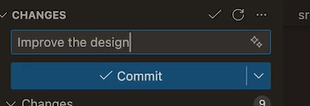 CHANGES
Improve the design
Commit
Changes 9